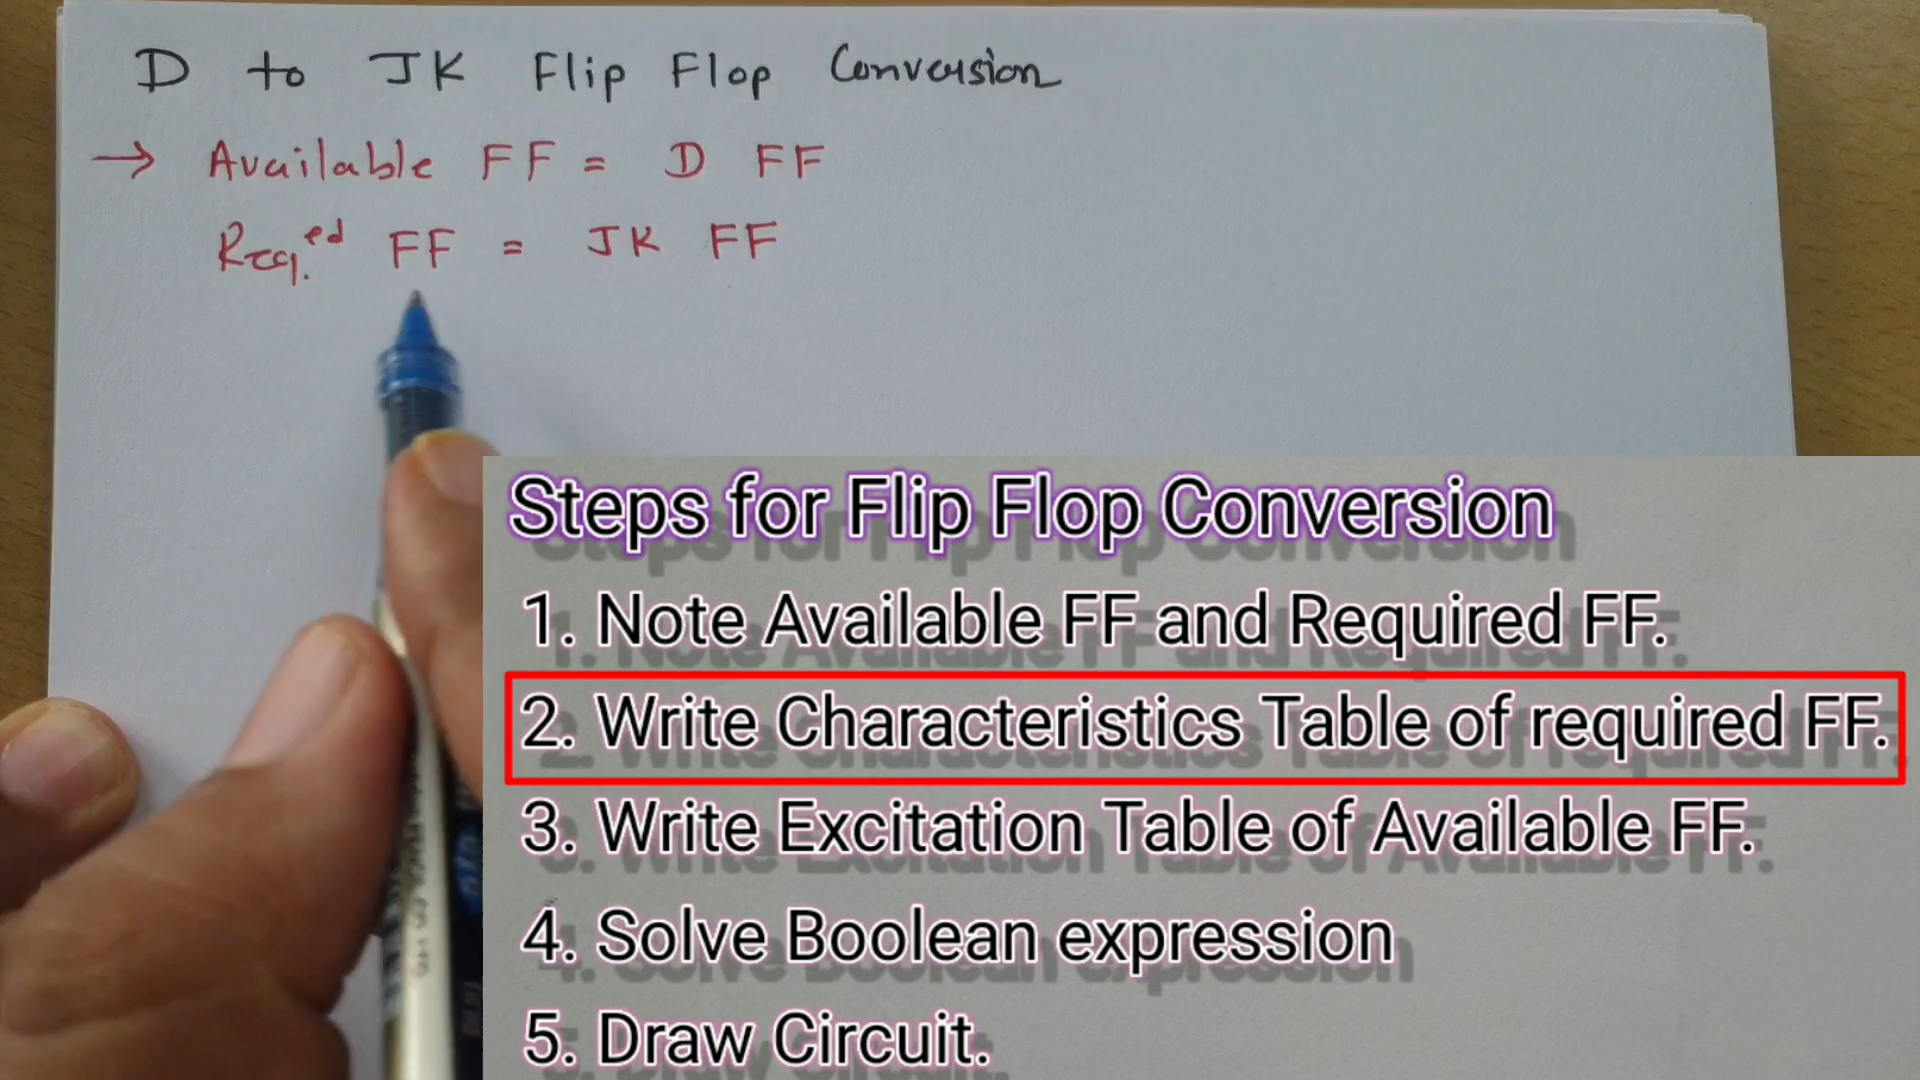 D to JK Flip Flop Conversion
→ Available FF = D FF
Req.ed FF = JK FF
Steps for Flip Flop Conversion
1. Note Available FF and Required FF.
2. Write Characteristics Table of required FF.
3. Write Excitation Table of Available FF.
4. Solve Boolean expression
5. Draw Circuit.